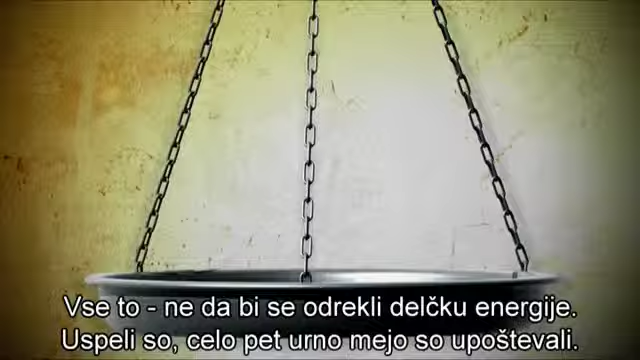 Vse to - ne da bi se odrekli delčku energije.
Uspeli so, celo pet urno mejo so upoštevali.